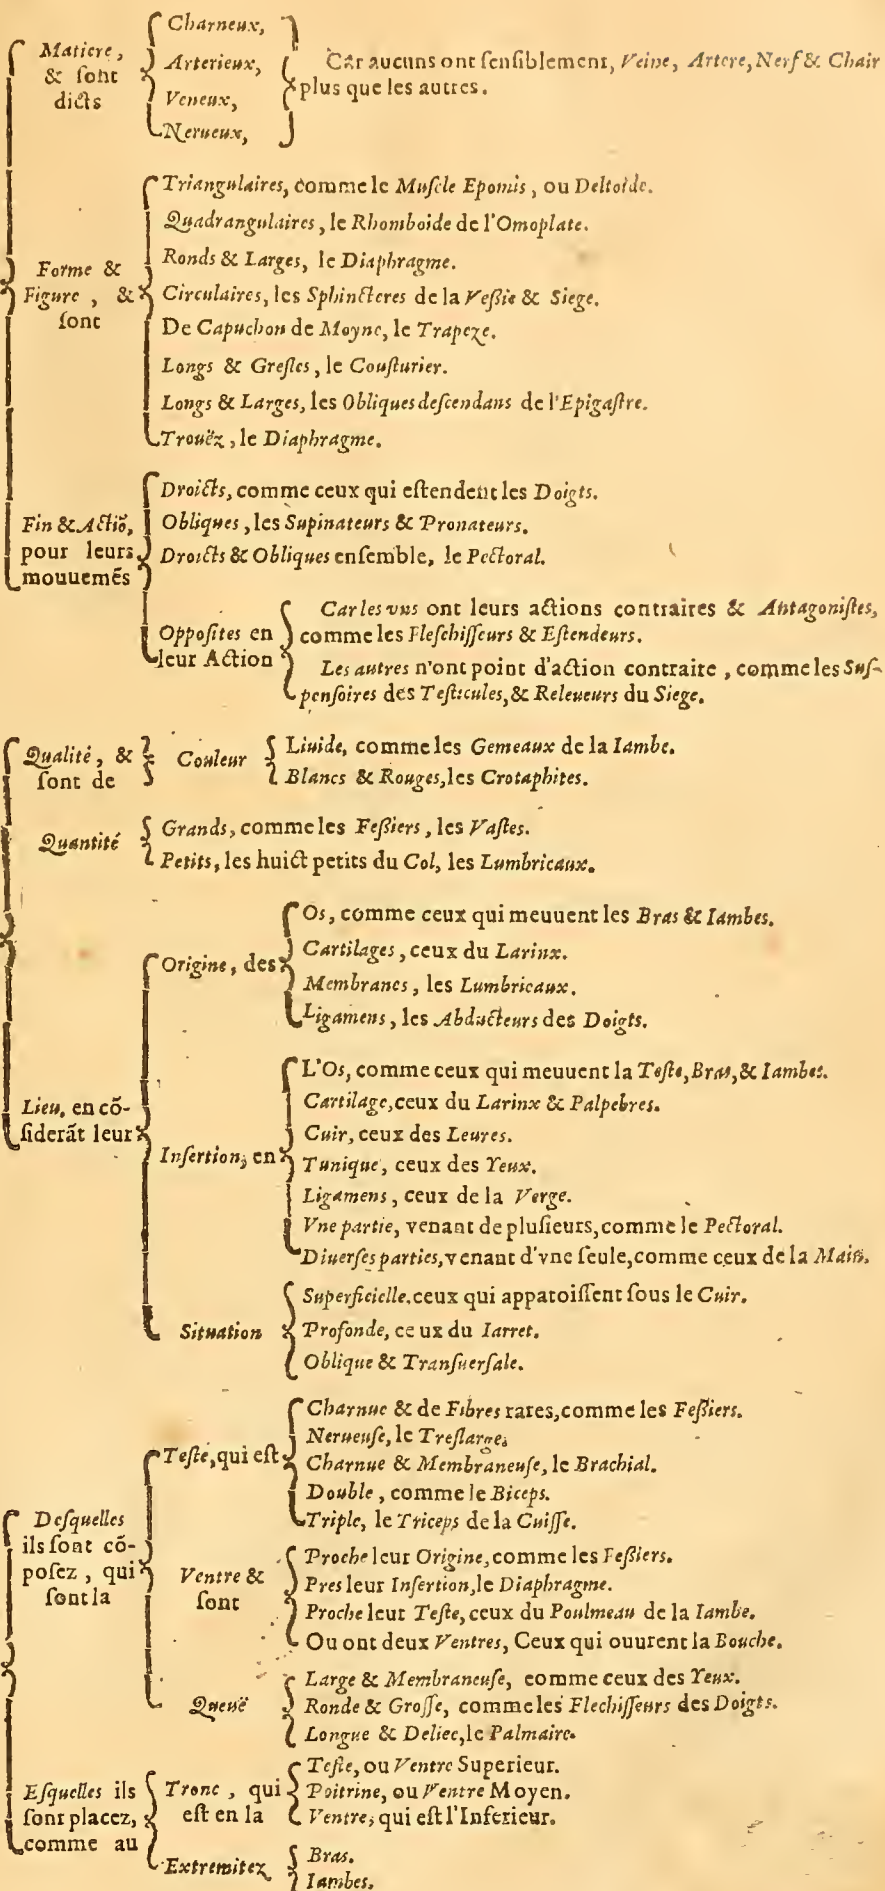 Matiere,
& ſont
dicts
Charneux,
Arterieux,
Veneux,
Nerueux,
Car aucuns ont ſenſiblement, Veine, Artere, Nerf & Chair
plus que les autres.
Forme &
Figure, &
ſont
Triangulaires, comme le Muſcle Epomis, ou Deltoïde.
Quadrangulaires, le Rhomboide de l'Omoplate.
Ronds & Larges, le Diaphragme.
Circulaires, les Sphincteres de la Veßie & Siege.
De Capuchon de Moyne, le Trapeze.
Longs & Greſles, le Couſturier.
Longs & Larges, les Obliques deſcendans de l'Epigaſtre.
Trouëz, le Diaphragme.
Fin & Actiõ,
pour leurs
mouuemẽs
Droicts, comme ceux qui eſtendent les Doigts.
Obliques, les Supinateurs & Pronateurs.
Droicts & Obliques enſemble, le Pectoral.
Oppoſites en
leur Action
Car les vns ont leurs actions contraires & Antagoniſtes,
comme les Fleſchiſſeurs & Eſtendeurs.
Les autres n'ont point d'action contraire, comme les Suſ-
penſoires des Teſticules, & Releueurs du Siege.
Qualité, &
ſont de
Couleur
Liuide, comme les Gemeaux de la Iambe.
Blancs & Rouges, les Crotaphites.
Quantité
Grands, comme les Feßiers, les Vaſtes.
Petits, les huict petits du Col, les Lumbricaux.
Lieu, en cõ-
ſiderãt leur
Origine, des
Os, comme ceux qui meuuent les Bras & Iambes.
Cartilages, ceux du Larinx.
Membranes, les Lumbricaux.
Ligamens, les Abducteurs des Doigts.
Inſertion, en
L'Os, comme ceux qui meuuent la Teſte, Bras, & Iambes.
Cartilage, ceux du Larinx & Palpebres.
Cuir, ceux des Leures.
Tunique, ceux des Yeux.
Ligamens, ceux de la Verge.
Vne partie, venant de pluſieurs, comme le Pectoral.
Diuerſes parties, venant d'vne ſeule, comme ceux de la Main.
Situation
Superficielle, ceux qui apparoiſſent ſous le Cuir.
Profonde, ceux du Iarret.
Oblique & Tranſuerſale.
Deſquelles
ils ſont cõ-
poſez, qui
ſont la
Teſte, qui eſt
Charnue & de Fibres rares, comme les Feßiers.
Nerueuſe, le Treſlarge.
Charnue & Membraneuſe, le Brachial.
Double, comme le Biceps.
Triple, le Triceps de la Cuiſſe.
Ventre &
ſont
Proche leur Origine, comme les Feßiers.
Pres leur Inſertion, le Diaphragme.
Proche leur Teſte, ceux du Poulmeau de la Iambe.
Ou ont deux Ventres, Ceux qui ouurent la Bouche.
Queuë
Large & Membraneuſe, comme ceux des Yeux.
Ronde & Groſſe, comme les Flechiſſeurs des Doigts.
Longue & Deliee, le Palmaire.
Eſquelles ils
ſont placez,
comme au
Tronc, qui
eſt en la
Teſte, ou Ventre Superieur.
Poitrine, ou Ventre Moyen.
Ventre, qui eſt l'Inferieur.
Extremitez
Bras.
Iambes.